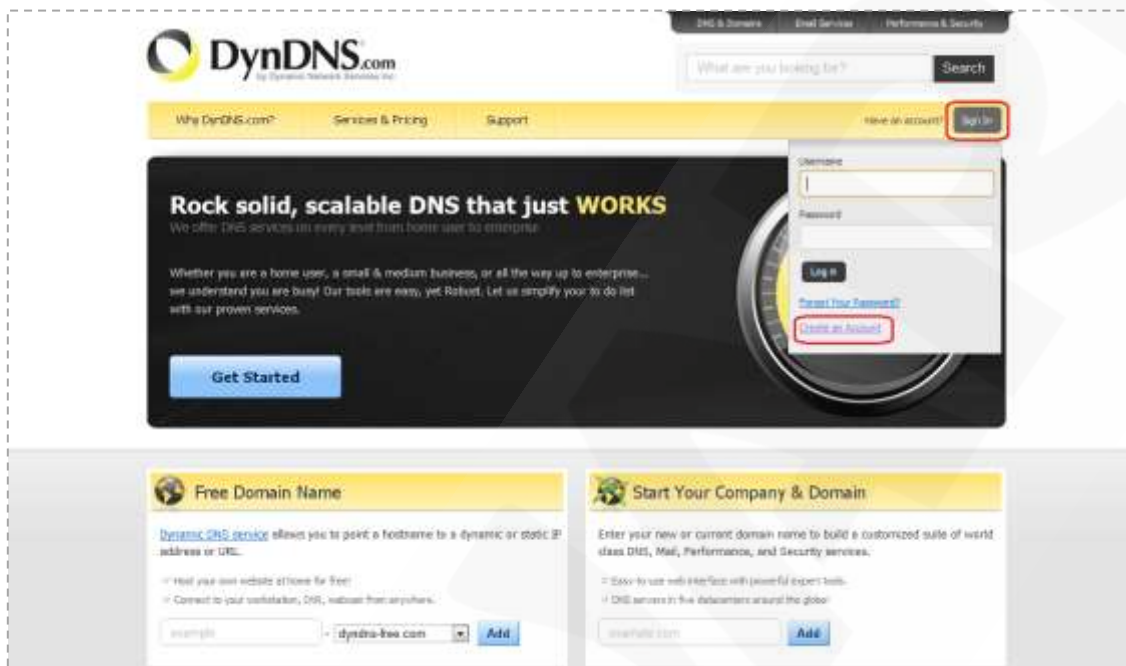 DNS & Domains Email Services Performance & Security
DynDNS.com
by Dynamic Network Services Inc.
What are you looking for? Search
Why DynDNS.com? Services & Pricing Support Have an account? Sign In
Username
Password
Log in
Forgot Your Password?
Create an Account
Rock solid, scalable DNS that just WORKS
We offer DNS services on every level from home user to enterprise
Whether you are a home user, a small & medium business, or all the way up to enterprise...
we understand you are busy! Our tools are easy, yet Robust. Let us simplify your to do list
with our proven services.
Get Started
Free Domain Name
Dynamic DNS service allows you to point a hostname to a dynamic or static IP
address or URL.
Host your own website at home for free!
Connect to your workstation, DVR, webcam from anywhere.
example . dyndns-free.com Add
Start Your Company & Domain
Enter your new or current domain name to build a customized suite of world
class DNS, Mail, Performance, and Security services.
Easy to use web interface with powerful expert tools.
DNS servers in five datacenters around the globe!
example.com Add